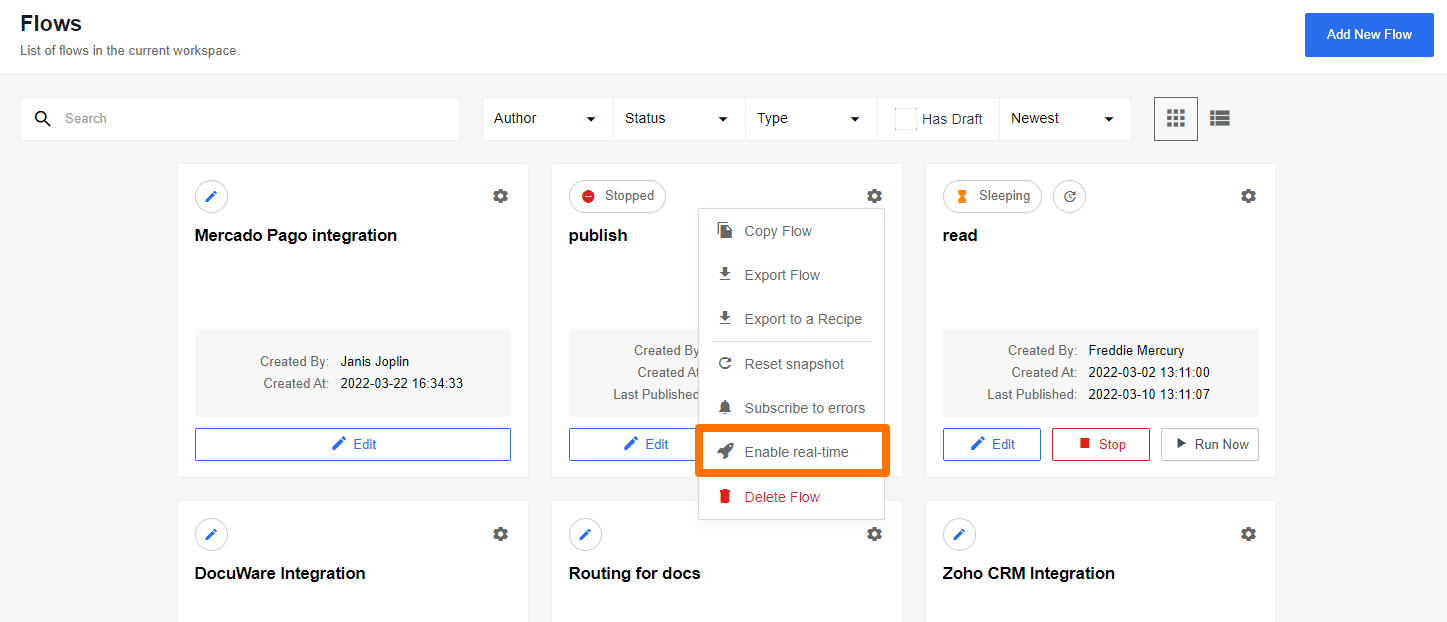 Flows
List of flows in the current workspace.
Add New Flow
Search
Author
Status
Type
Has Draft
Newest
Mercado Pago integration
Created By: Janis Joplin
Created At: 2022-03-22 16:34:33
Edit
Stopped
publish
Created By
Created At
Last Published
Edit
Copy Flow
Export Flow
Export to a Recipe
Reset snapshot
Subscribe to errors
Enable real-time
Delete Flow
Sleeping
read
Created By: Freddie Mercury
Created At: 2022-03-02 13:11:00
Last Published: 2022-03-10 13:11:07
Edit
Stop
Run Now
DocuWare Integration
Routing for docs
Zoho CRM Integration